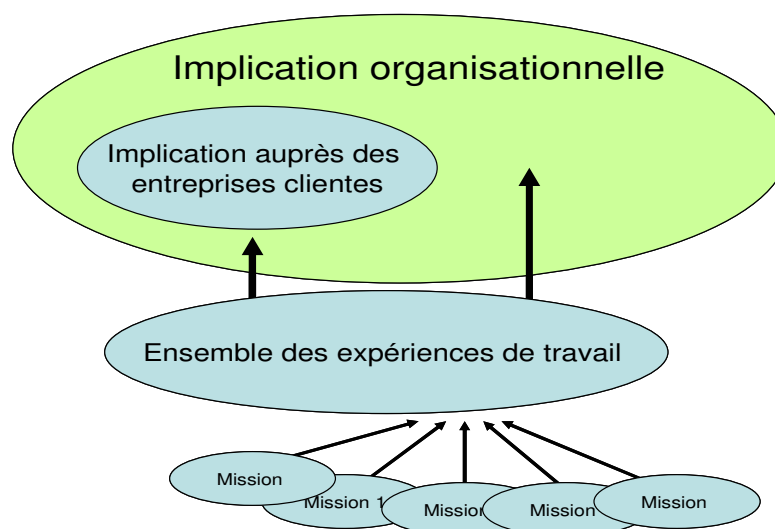 Implication organisationnelle
Implication auprès des
entreprises clientes
Ensemble des expériences de travail
Mission
Mission 1
Mission
Mission
Mission